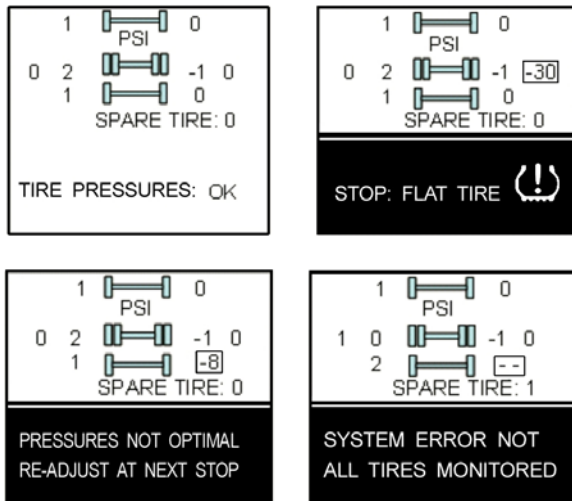 1 0
PSI
0 2 -1 0
1 0
SPARE TIRE: 0
TIRE PRESSURES: OK
1 0
PSI
0 2 -1 -30
1 0
SPARE TIRE: 0
STOP: FLAT TIRE
1 0
PSI
0 2 -1 0
1 -8
SPARE TIRE: 0
PRESSURES NOT OPTIMAL
RE-ADJUST AT NEXT STOP
1 0
PSI
1 0 -1 0
2 --
SPARE TIRE: 1
SYSTEM ERROR NOT
ALL TIRES MONITORED